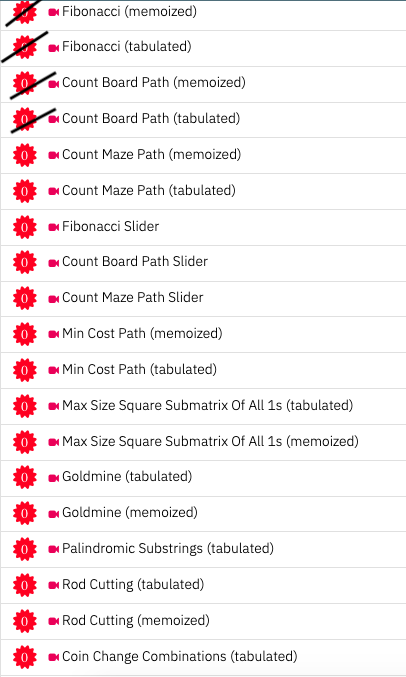 0 Fibonacci (memoized)
0 Fibonacci (tabulated)
0 Count Board Path (memoized)
0 Count Board Path (tabulated)
0 Count Maze Path (memoized)
0 Count Maze Path (tabulated)
0 Fibonacci Slider
0 Count Board Path Slider
0 Count Maze Path Slider
0 Min Cost Path (memoized)
0 Min Cost Path (tabulated)
0 Max Size Square Submatrix Of All 1s (tabulated)
0 Max Size Square Submatrix Of All 1s (memoized)
0 Goldmine (tabulated)
0 Goldmine (memoized)
0 Palindromic Substrings (tabulated)
0 Rod Cutting (tabulated)
0 Rod Cutting (memoized)
0 Coin Change Combinations (tabulated)